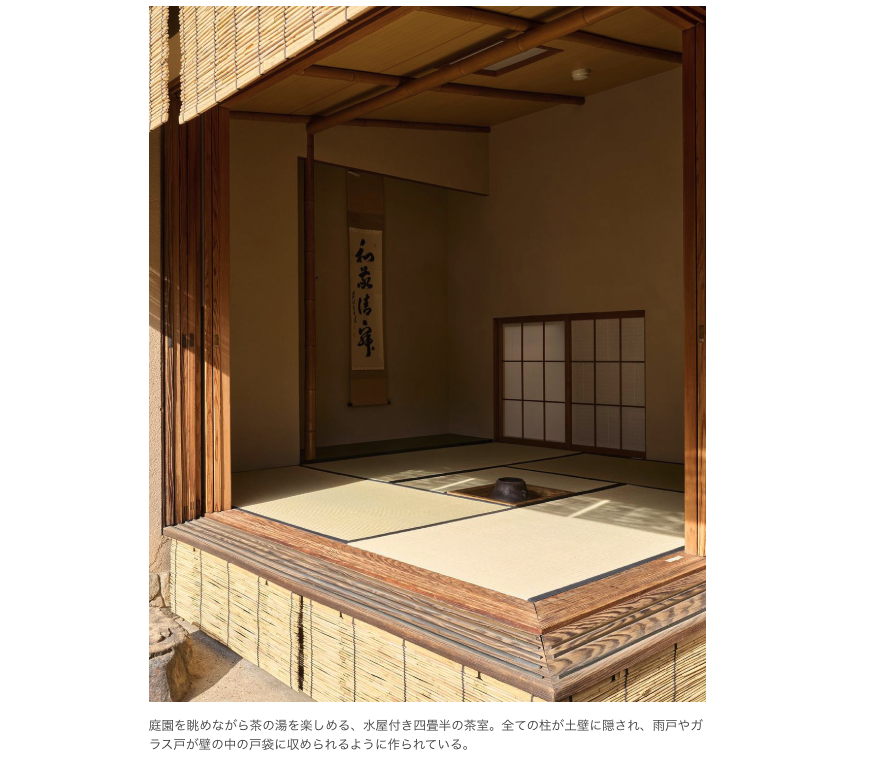 和敬清寂
庭園を眺めながら茶の湯を楽しめる、水屋付き四畳半の茶室。全ての柱が土壁に隠され、雨戸やガ
ラス戸が壁の中の戸袋に収められるように作られている。